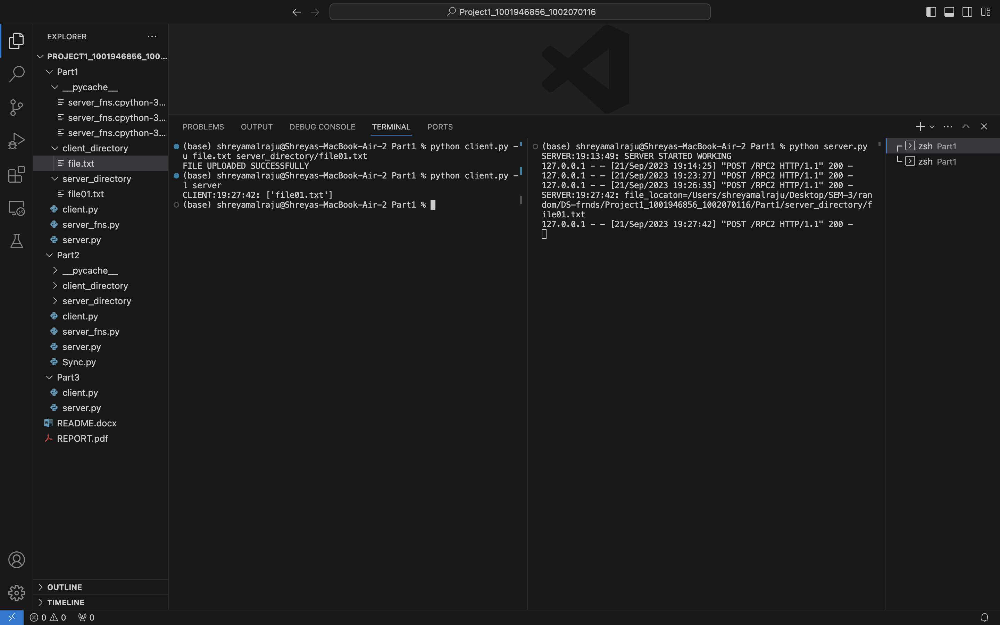 Project1_1001946856_1002070116
EXPLORER
PROJECT1_1001946856_100...
Part1
__pycache__
server_fns.cpython-3...
server_fns.cpython-3...
server_fns.cpython-3...
client_directory
file.txt
server_directory
file01.txt
client.py
server_fns.py
server.py
Part2
__pycache__
client_directory
server_directory
client.py
server_fns.py
server.py
Sync.py
Part3
client.py
server.py
README.docx
REPORT.pdf
OUTLINE
TIMELINE
PROBLEMS OUTPUT DEBUG CONSOLE TERMINAL PORTS
(base) shreyamalraju@Shreyas-MacBook-Air-2 Part1 % python client.py -
u file.txt server_directory/file01.txt
FILE UPLOADED SUCCESSFULLY
(base) shreyamalraju@Shreyas-MacBook-Air-2 Part1 % python client.py -
l server
CLIENT:19:27:42: ['file01.txt']
(base) shreyamalraju@Shreyas-MacBook-Air-2 Part1 %
(base) shreyamalraju@Shreyas-MacBook-Air-2 Part1 % python server.py
SERVER:19:13:49: SERVER STARTED WORKING
127.0.0.1 - - [21/Sep/2023 19:14:25] "POST /RPC2 HTTP/1.1" 200 -
127.0.0.1 - - [21/Sep/2023 19:23:27] "POST /RPC2 HTTP/1.1" 200 -
127.0.0.1 - - [21/Sep/2023 19:26:35] "POST /RPC2 HTTP/1.1" 200 -
SERVER:19:27:42: file_locaton=/Users/shreyamalraju/Desktop/SEM-3/ran
dom/DS-frnds/Project1_1001946856_1002070116/Part1/server_directory/f
ile01.txt
127.0.0.1 - - [21/Sep/2023 19:27:42] "POST /RPC2 HTTP/1.1" 200 -
zsh Part1
zsh Part1
0 0 0